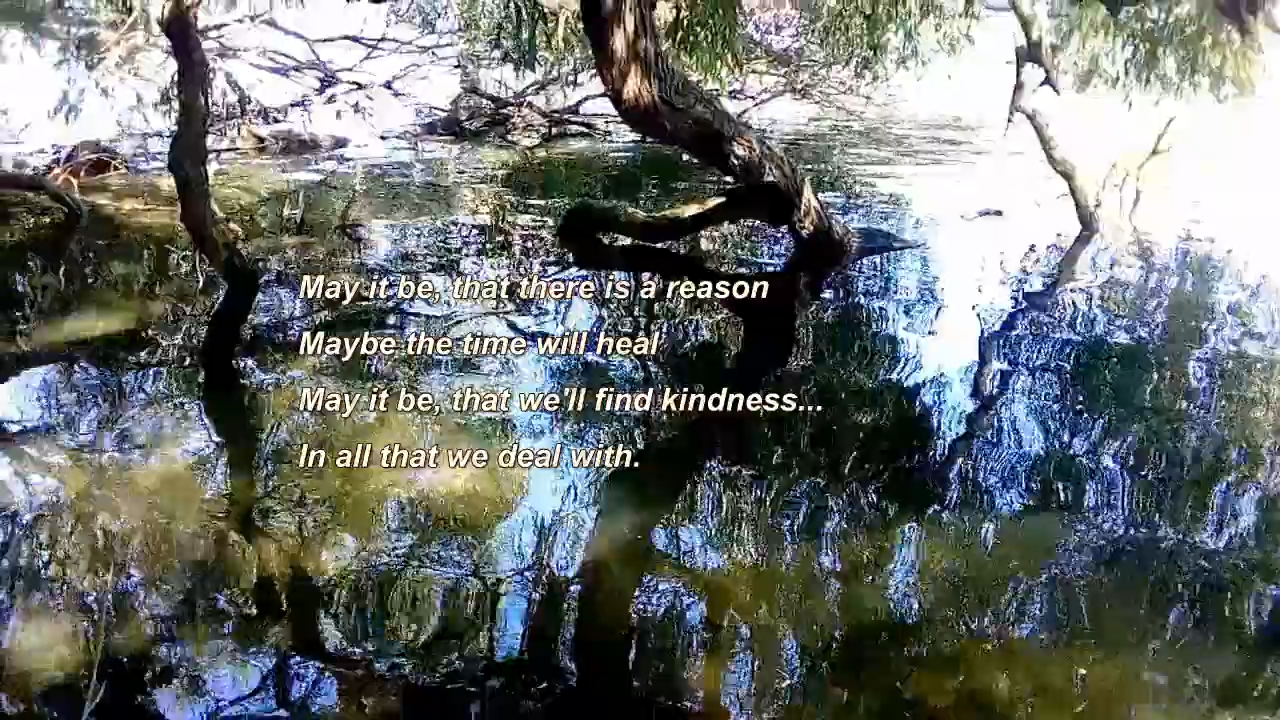 May it be, that there is a reason
Maybe the time will heal
May it be, that we'll find kindness...
In all that we deal with.